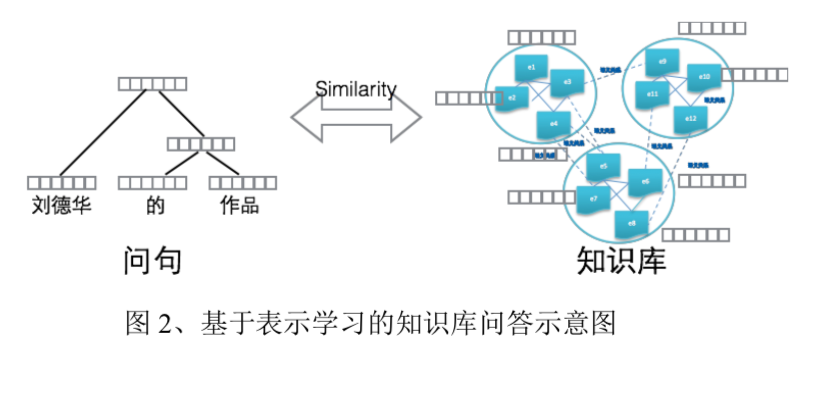 Similarity
刘德华
的
作品
问句
e1
e2
e3
e4
e9
e10
e11
e12
e5
e6
e7
e8
知识库
图 2、基于表示学习的知识库问答示意图